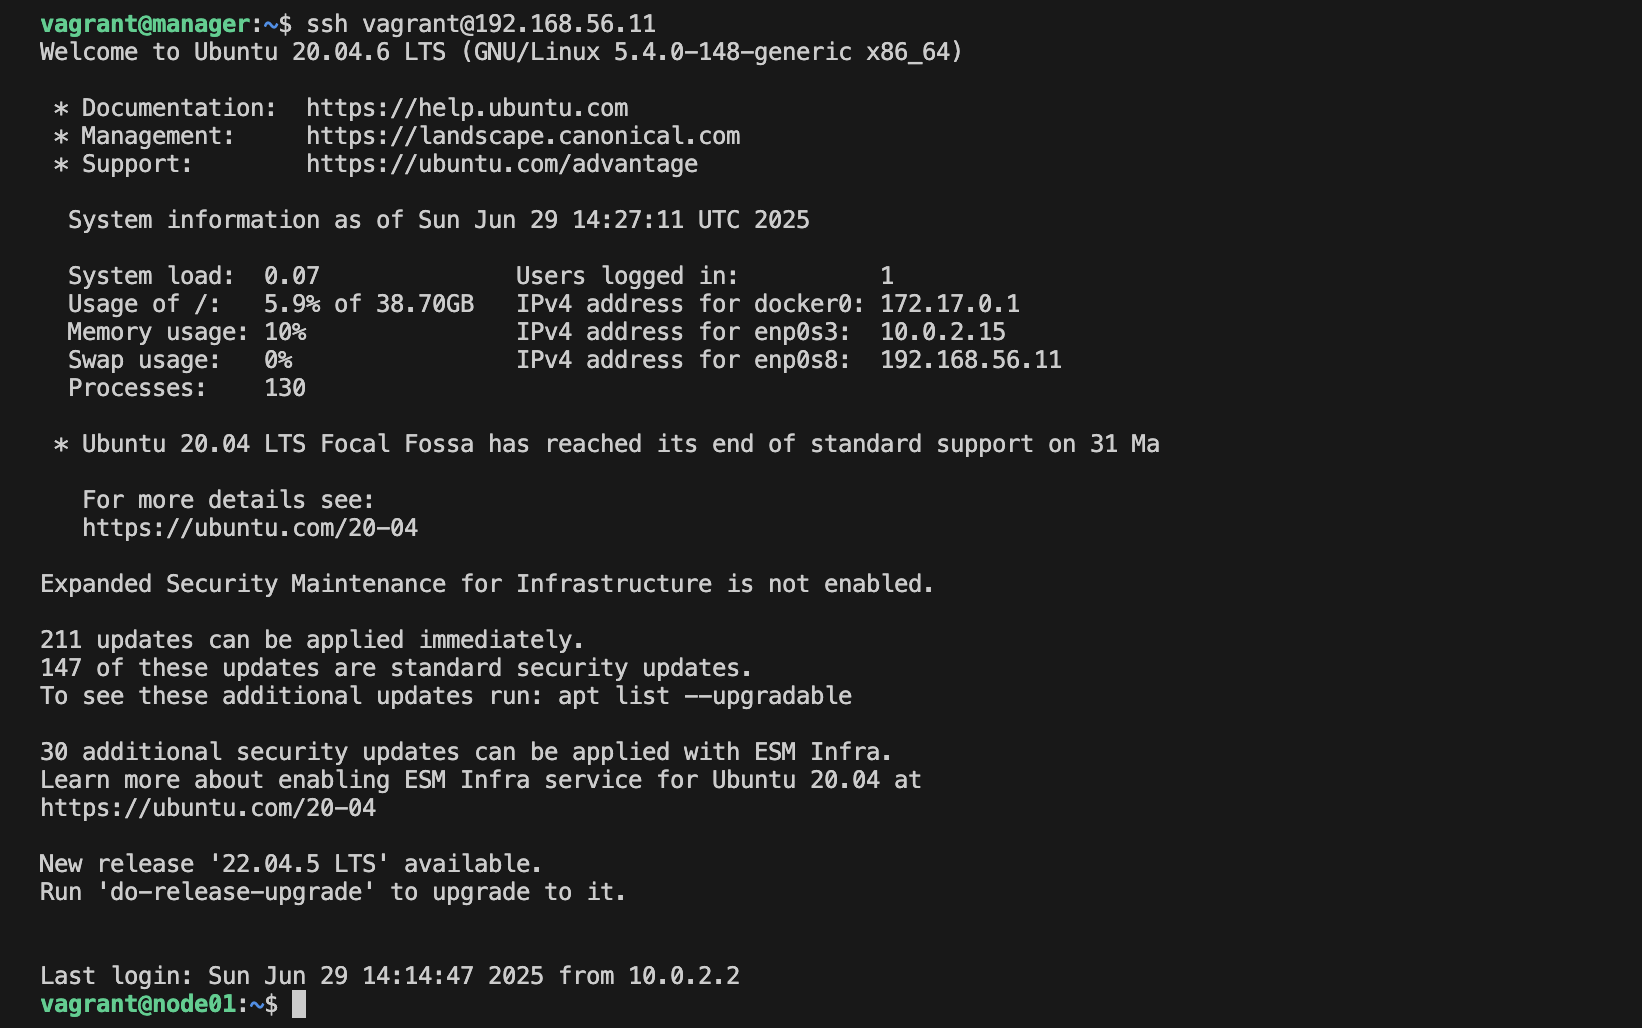 vagrant@manager:~$ ssh vagrant@192.168.56.11
Welcome to Ubuntu 20.04.6 LTS (GNU/Linux 5.4.0-148-generic x86_64)

 * Documentation:  https://help.ubuntu.com
 * Management:     https://landscape.canonical.com
 * Support:        https://ubuntu.com/advantage

  System information as of Sun Jun 29 14:27:11 UTC 2025

  System load:  0.07              Users logged in:          1
  Usage of /:   5.9% of 38.70GB   IPv4 address for docker0: 172.17.0.1
  Memory usage: 10%               IPv4 address for enp0s3:  10.0.2.15
  Swap usage:   0%                IPv4 address for enp0s8:  192.168.56.11
  Processes:    130

 * Ubuntu 20.04 LTS Focal Fossa has reached its end of standard support on 31 Ma

   For more details see:
   https://ubuntu.com/20-04

Expanded Security Maintenance for Infrastructure is not enabled.

211 updates can be applied immediately.
147 of these updates are standard security updates.
To see these additional updates run: apt list --upgradable

30 additional security updates can be applied with ESM Infra.
Learn more about enabling ESM Infra service for Ubuntu 20.04 at
https://ubuntu.com/20-04

New release '22.04.5 LTS' available.
Run 'do-release-upgrade' to upgrade to it.


Last login: Sun Jun 29 14:14:47 2025 from 10.0.2.2
vagrant@node01:~$